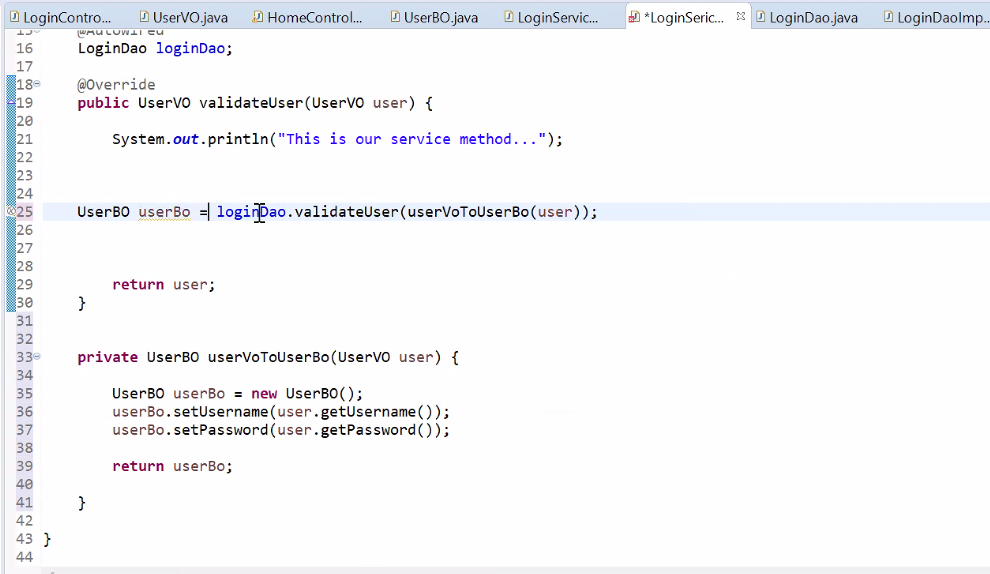 LoginContro... UserVO.java HomeControl... UserBO.java LoginServic... *LoginSeric... LoginDao.java LoginDaoImp...
15 @Autowired
16 LoginDao loginDao;
17
18 @Override
19 public UserVO validateUser(UserVO user) {
20
21 System.out.println("This is our service method...");
22
23
24
25 UserBO userBo = loginDao.validateUser(userVoToUserBo(user));
26
27
28
29 return user;
30 }
31
32
33 private UserBO userVoToUserBo(UserVO user) {
34
35 UserBO userBo = new UserBO();
36 userBo.setUsername(user.getUsername());
37 userBo.setPassword(user.getPassword());
38
39 return userBo;
40
41 }
42
43 }
44